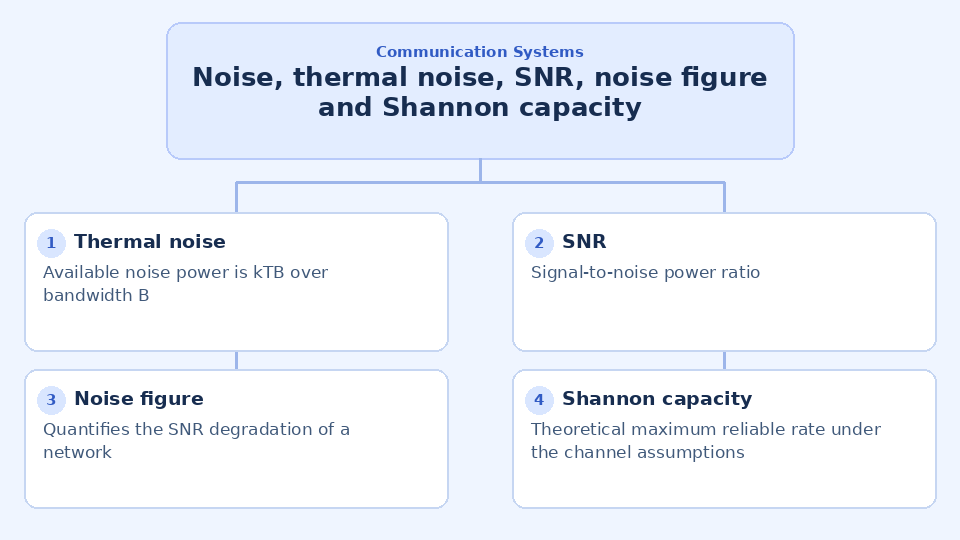 Communication Systems
Noise, thermal noise, SNR, noise figure
and Shannon capacity
1 Thermal noise
Available noise power is kTB over
bandwidth B
2 SNR
Signal-to-noise power ratio
3 Noise figure
Quantifies the SNR degradation of a
network
4 Shannon capacity
Theoretical maximum reliable rate under
the channel assumptions